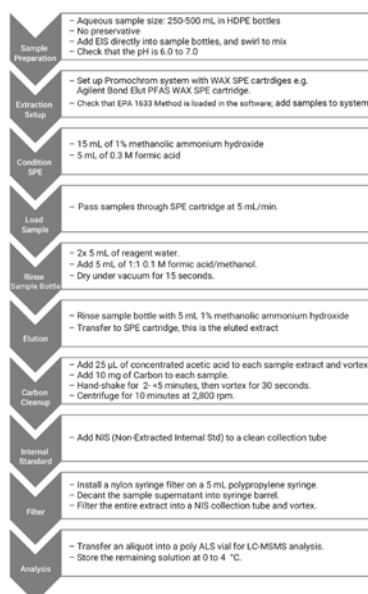 Sample
Preparation
– Aqueous sample size: 250-500 mL in HDPE bottles
– No preservative
– Add EIS directly into sample bottles, and swirl to mix
– Check that the pH is 6.0 to 7.0
Extraction
Setup
– Set up Promochrom system with WAX SPE cartrdiges e.g.
Agilent Bond Elut PFAS WAX SPE cartridge.
– Check that EPA 1633 Method is loaded in the software; add samples to system
Condition
SPE
– 15 mL of 1% methanolic ammonium hydroxide
– 5 mL of 0.3 M formic acid
Load
Sample
– Pass samples through SPE cartridge at 5 mL/min.
Rinse
Sample Bottle
– 2x 5 mL of reagent water.
– Add 5 mL of 1:1 0.1 M formic acid/methanol.
– Dry under vacuum for 15 seconds.
Elution
– Rinse sample bottle with 5 mL 1% methanolic ammonium hydroxide
– Transfer to SPE cartridge, this is the eluted extract
Carbon
Cleanup
– Add 25 µL of concentrated acetic acid to each sample extract and vortex
– Add 10 mg of Carbon to each sample.
– Hand-shake for 2- <5 minutes, then vortex for 30 seconds.
– Centrifuge for 10 minutes at 2,800 rpm.
Internal
Standard
– Add NIS (Non-Extracted Internal Std) to a clean collection tube
Filter
– Install a nylon syringe filter on a 5 mL polypropylene syringe.
– Decant the sample supernatant into syringe barrel.
– Filter the entire extract into a NIS collection tube and vortex.
Analysis
– Transfer an aliquot into a poly ALS vial for LC-MSMS analysis.
– Store the remaining solution at 0 to 4 °C.